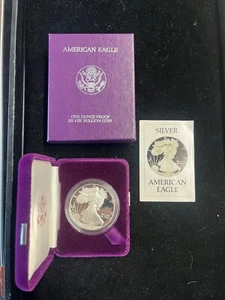 AMERICAN EAGLE
ONE OUNCE PROOF
SILVER BULLION COIN
SILVER
AMERICAN
EAGLE